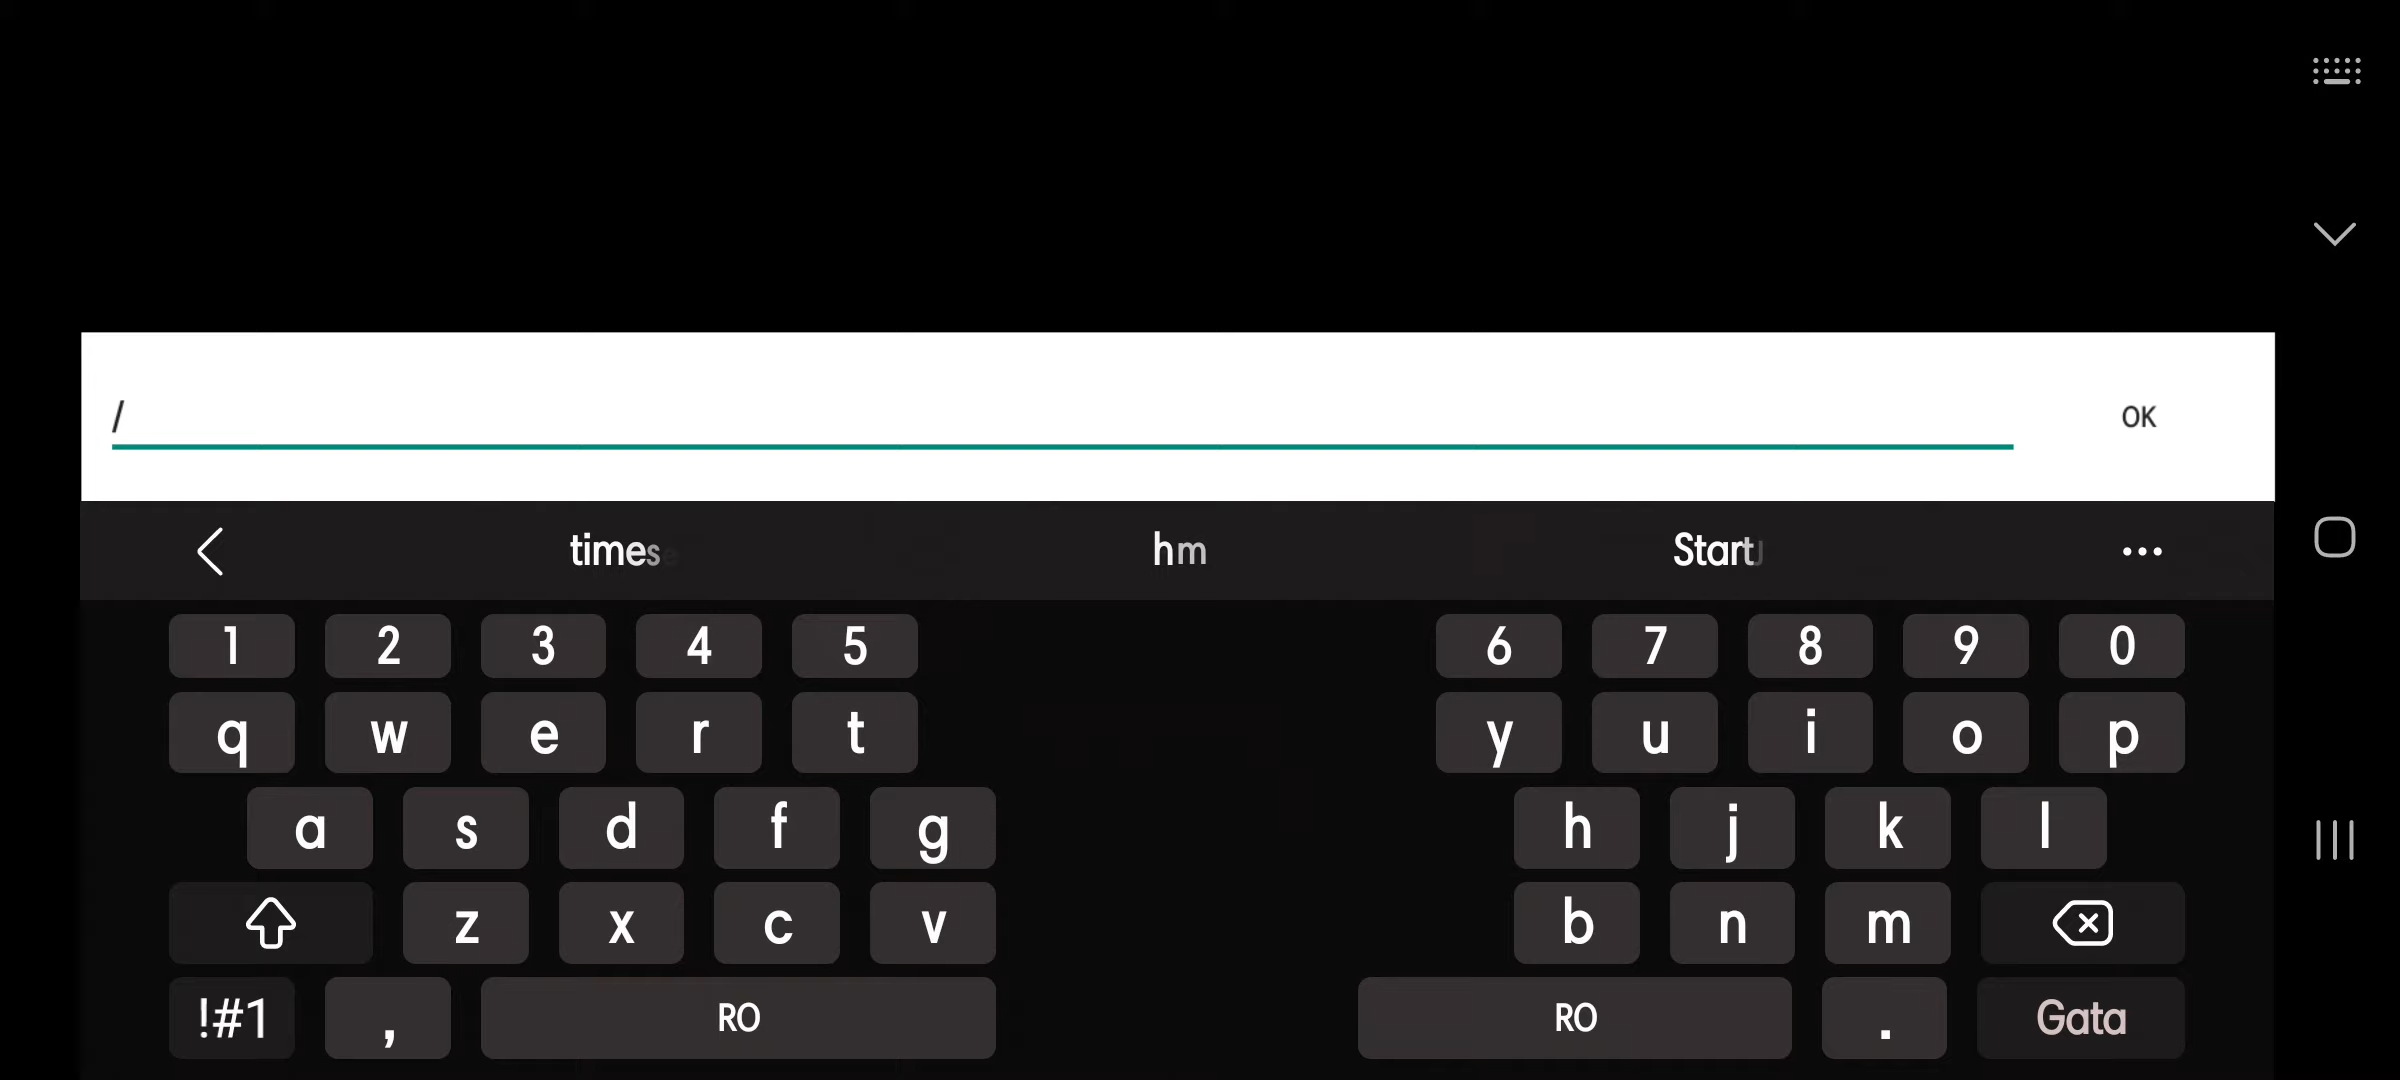 /
OK
times
hm
Start
1 2 3 4 5 6 7 8 9 0
q w e r t y u i o p
a s d f g h j k l
z x c v b n m
!#1 , RO RO . Gata